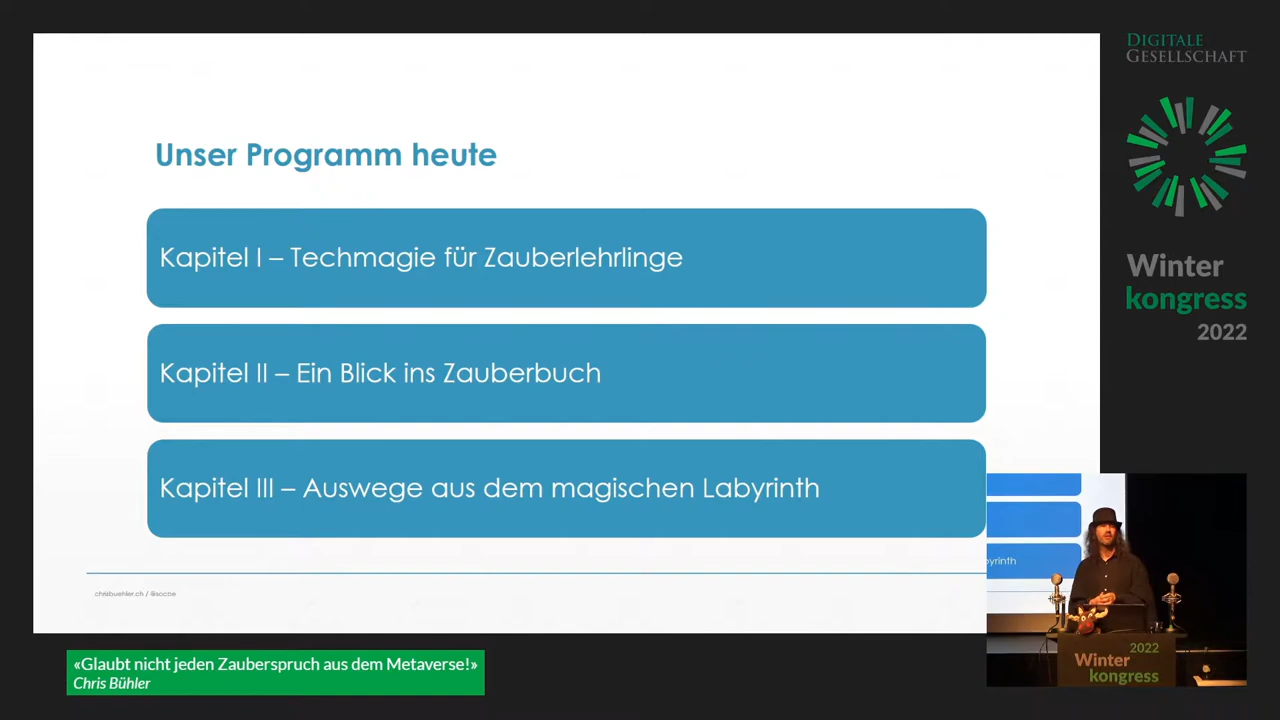 Unser Programm heute
Kapitel I – Techmagie für Zauberlehrlinge
Kapitel II – Ein Blick ins Zauberbuch
Kapitel III – Auswege aus dem magischen Labyrinth
chrisbuehler.ch / @socoe
«Glaubt nicht jeden Zauberspruch aus dem Metaverse!»
Chris Bühler
DIGITALE
GESELLSCHAFT
Winter
kongress
2022
byrinth
2022
Winter
kongress